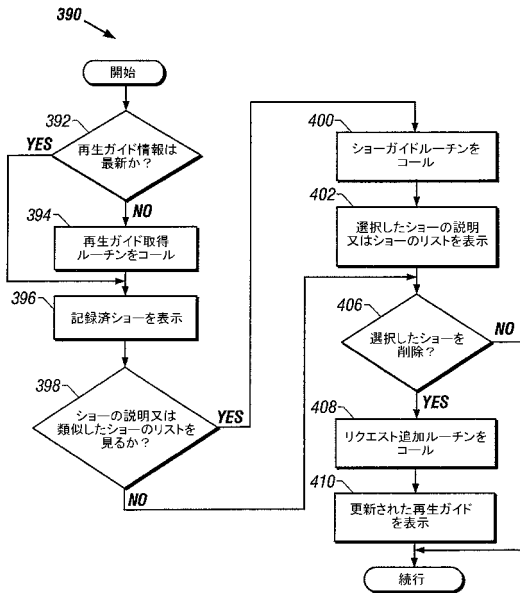 390
開始
392
再生ガイド情報は
最新か？
YES
NO
394
再生ガイド取得
ルーチンをコール
396
記録済ショーを表示
398
ショーの説明又は
類似したショーのリストを
見るか？
YES
NO
400
ショーガイドルーチンを
コール
402
選択したショーの説明
又はショーのリストを表示
406
選択したショーを
削除？
NO
YES
408
リクエスト追加ルーチンを
コール
410
更新された再生ガイド
を表示
続行